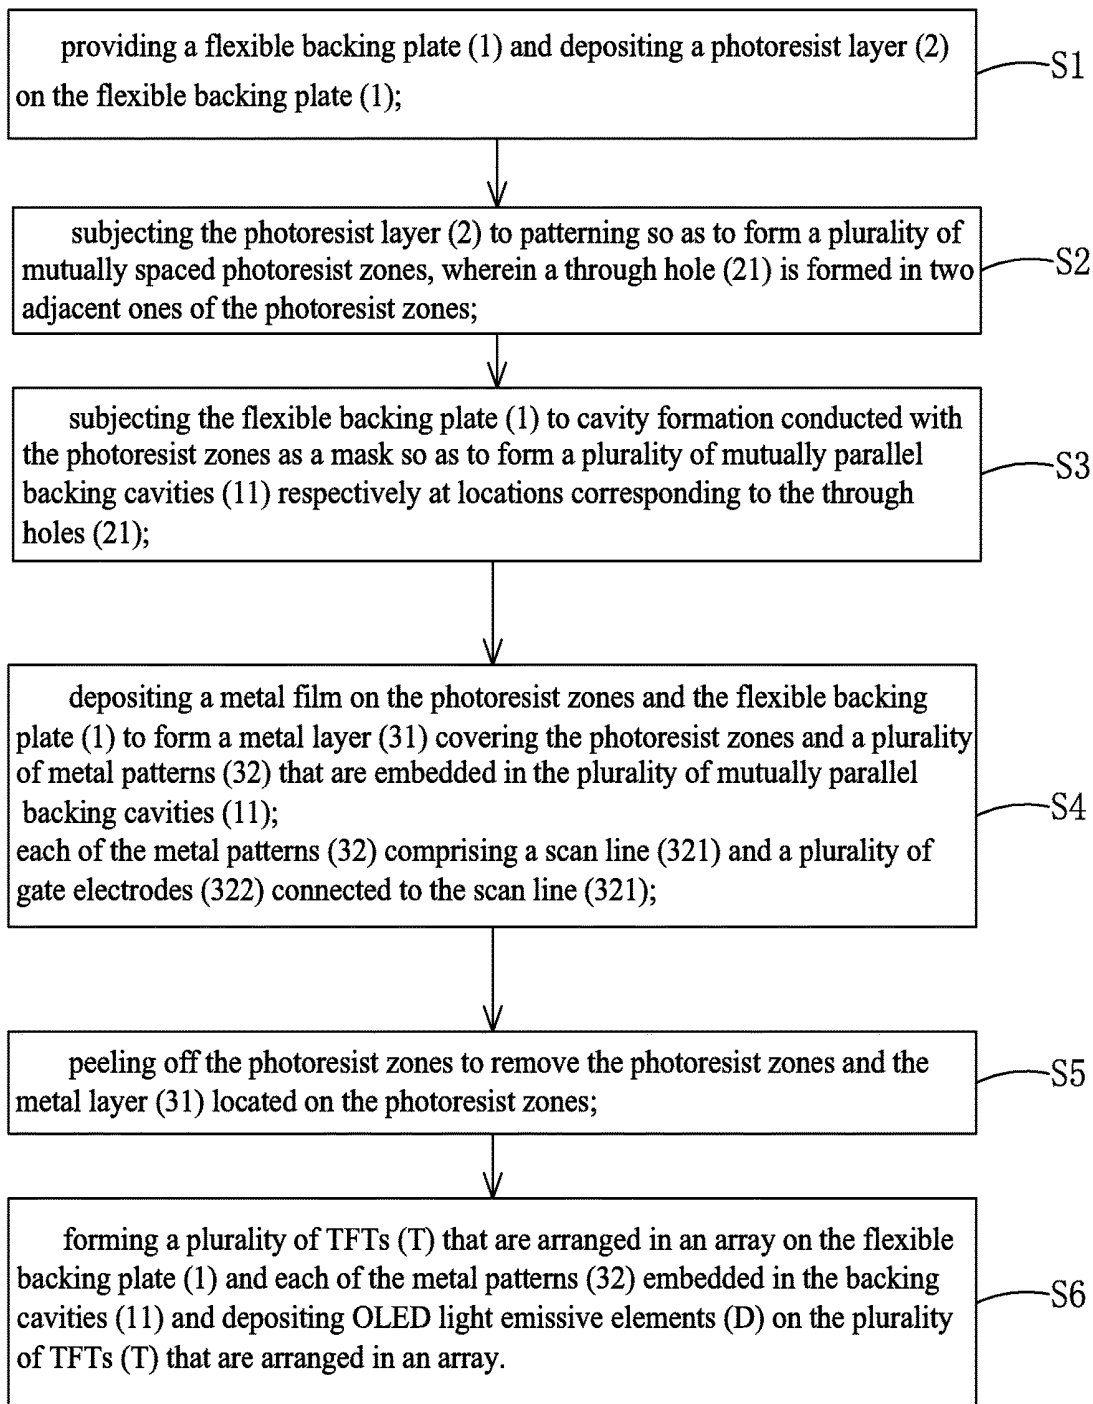 providing a flexible backing plate (1) and depositing a photoresist layer (2)
on the flexible backing plate (1);
S1
subjecting the photoresist layer (2) to patterning so as to form a plurality of
mutually spaced photoresist zones, wherein a through hole (21) is formed in two
adjacent ones of the photoresist zones;
S2
subjecting the flexible backing plate (1) to cavity formation conducted with
the photoresist zones as a mask so as to form a plurality of mutually parallel
backing cavities (11) respectively at locations corresponding to the through
holes (21);
S3
depositing a metal film on the photoresist zones and the flexible backing
plate (1) to form a metal layer (31) covering the photoresist zones and a plurality
of metal patterns (32) that are embedded in the plurality of mutually parallel
backing cavities (11);
each of the metal patterns (32) comprising a scan line (321) and a plurality of
gate electrodes (322) connected to the scan line (321);
S4
peeling off the photoresist zones to remove the photoresist zones and the
metal layer (31) located on the photoresist zones;
S5
forming a plurality of TFTs (T) that are arranged in an array on the flexible
backing plate (1) and each of the metal patterns (32) embedded in the backing
cavities (11) and depositing OLED light emissive elements (D) on the plurality
of TFTs (T) that are arranged in an array.
S6